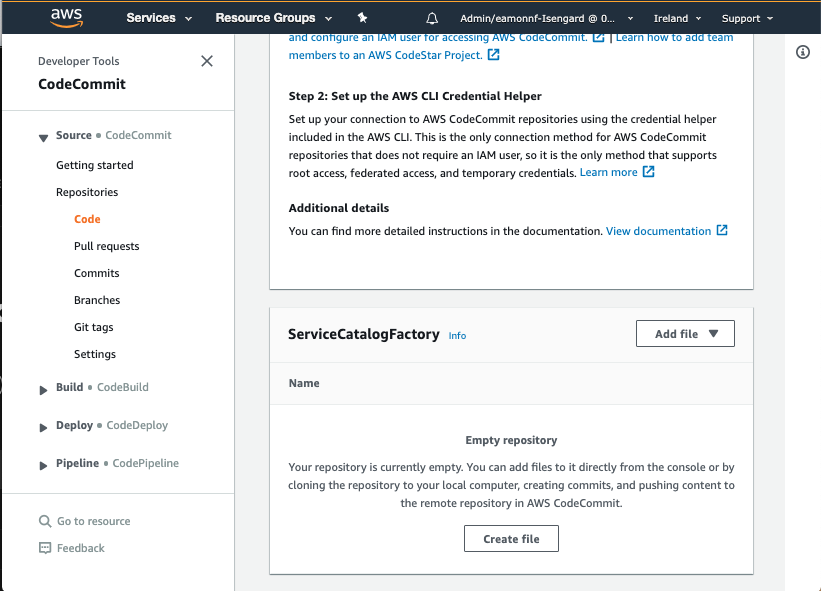 aws
Services
Resource Groups
Admin/eamonnf-Isengard @ 0...
Ireland
Support
Developer Tools
CodeCommit
Source • CodeCommit
Getting started
Repositories
Code
Pull requests
Commits
Branches
Git tags
Settings
Build • CodeBuild
Deploy • CodeDeploy
Pipeline • CodePipeline
Go to resource
Feedback
and configure an IAM user for accessing AWS CodeCommit. | Learn how to add team
members to an AWS CodeStar Project.
Step 2: Set up the AWS CLI Credential Helper
Set up your connection to AWS CodeCommit repositories using the credential helper
included in the AWS CLI. This is the only connection method for AWS CodeCommit
repositories that does not require an IAM user, so it is the only method that supports
root access, federated access, and temporary credentials. Learn more
Additional details
You can find more detailed instructions in the documentation. View documentation
ServiceCatalogFactory Info
Add file
Name
Empty repository
Your repository is currently empty. You can add files to it directly from the console or by
cloning the repository to your local computer, creating commits, and pushing content to
the remote repository in AWS CodeCommit.
Create file